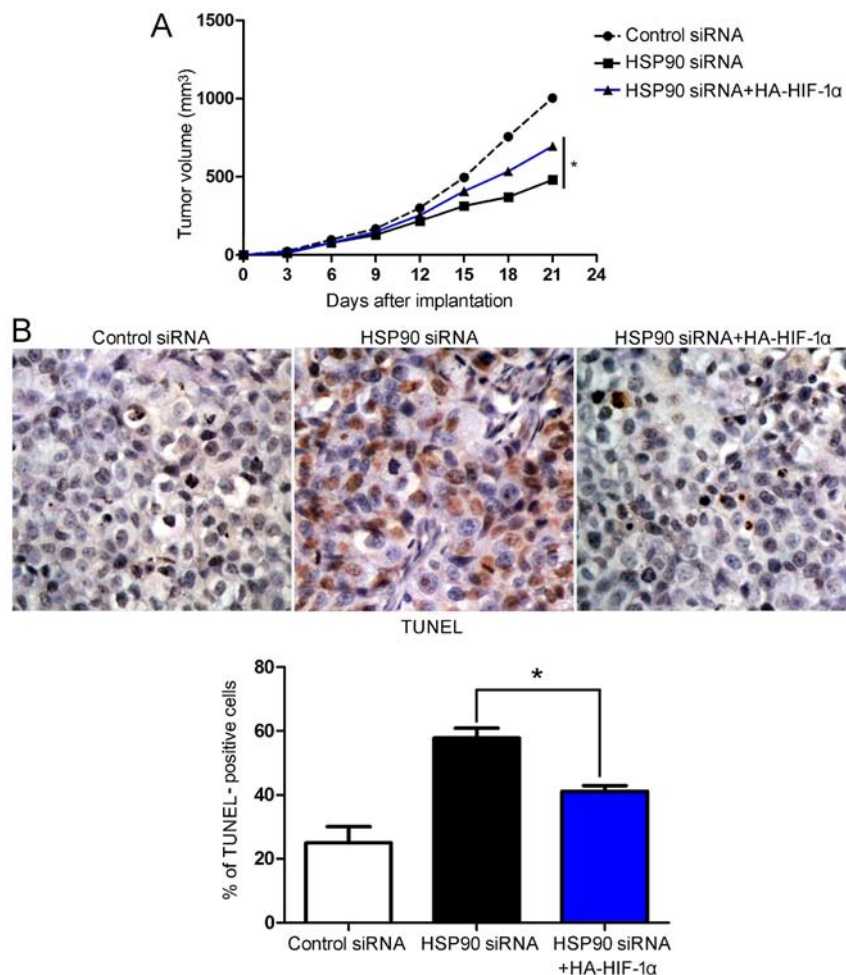 A
Control siRNA
HSP90 siRNA
HSP90 siRNA+HA-HIF-1α
*
Tumor volume (mm³)
1500
1000
500
0
0 3 6 9 12 15 18 21 24
Days after implantation
B
Control siRNA HSP90 siRNA HSP90 siRNA+HA-HIF-1α
TUNEL
% of TUNEL- positive cells
80
60
40
20
0
*
Control siRNA HSP90 siRNA HSP90 siRNA
+HA-HIF-1α